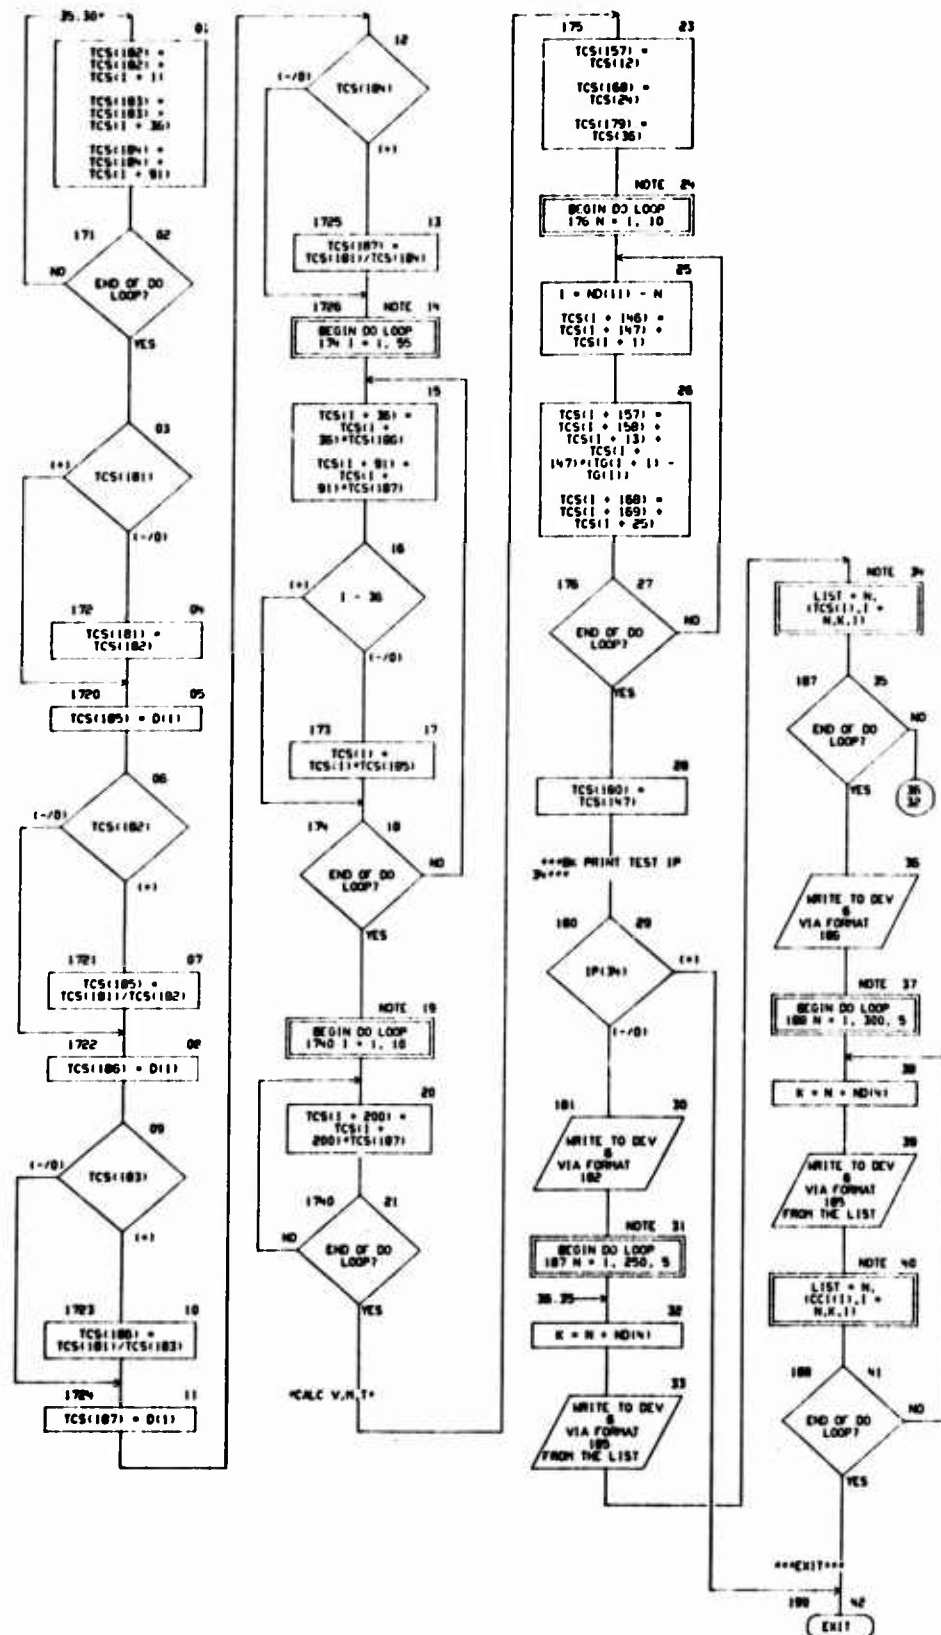 35.30*
01
TCS(182) =
TCS(182) +
TCS(I + 1)
TCS(183) =
TCS(183) +
TCS(I + 36)
TCS(184) =
TCS(184) +
TCS(I + 91)
171 02
NO
END OF DO
LOOP?
YES
03
(+)
TCS(181)
(-/0)
172 04
TCS(181) =
TCS(182)
1720 05
TCS(185) = D(1)
06
(-/0)
TCS(182)
(+)
1721 07
TCS(185) =
TCS(181)/TCS(182)
1722 08
TCS(186) = D(1)
09
(-/0)
TCS(183)
(+)
1723 10
TCS(186) =
TCS(181)/TCS(183)
1724 11
TCS(187) = D(1)
12
(-/0)
TCS(184)
(+)
1725 13
TCS(187) =
TCS(181)/TCS(184)
1726 NOTE 14
BEGIN DO LOOP
174 I = 1, 55
15
TCS(I + 36) =
TCS(I +
36)*TCS(186)
TCS(I + 91) =
TCS(I +
91)*TCS(187)
16
(+)
I - 36
(-/0)
173 17
TCS(I) =
TCS(I)*TCS(185)
174 18
NO
END OF DO
LOOP?
YES
NOTE 19
BEGIN DO LOOP
1740 I = 1, 10
20
TCS(I + 200) =
TCS(I +
200)*TCS(187)
1740 21
NO
END OF DO
LOOP?
YES
*CALC V,M,T*
175 23
TCS(157) =
TCS(12)
TCS(168) =
TCS(24)
TCS(179) =
TCS(36)
NOTE 24
BEGIN DO LOOP
176 N = 1, 10
25
I = ND(11) - N
TCS(I + 146) =
TCS(I + 147) +
TCS(I + 1)
26
TCS(I + 157) =
TCS(I + 158) +
TCS(I + 13) +
TCS(I +
147)*(TG(I + 1) -
TG(I))
TCS(I + 168) =
TCS(I + 169) +
TCS(I + 25)
176 27
NO
END OF DO
LOOP?
YES
28
TCS(180) =
TCS(147)
PRINT TEST IP
34***
180 29
(+)
IP(34)
(-/0)
181 30
WRITE TO DEV
6
VIA FORMAT
182
NOTE 31
BEGIN DO LOOP
187 N = 1, 250, 5
36.35
32
K = N + ND(4)
33
WRITE TO DEV
6
VIA FORMAT
185
FROM THE LIST
NOTE 34
LIST = N,
(TCS(I),I =
N,K,1)
187 35
NO
END OF DO
LOOP?
YES
36
32
36
WRITE TO DEV
6
VIA FORMAT
186
NOTE 37
BEGIN DO LOOP
188 N = 1, 300, 5
38
K = N + ND(4)
39
WRITE TO DEV
6
VIA FORMAT
185
FROM THE LIST
NOTE 40
LIST = N,
(CCI(I),I =
N,K,1)
188 41
NO
END OF DO
LOOP?
YES
***EXIT***
199 42
EXIT